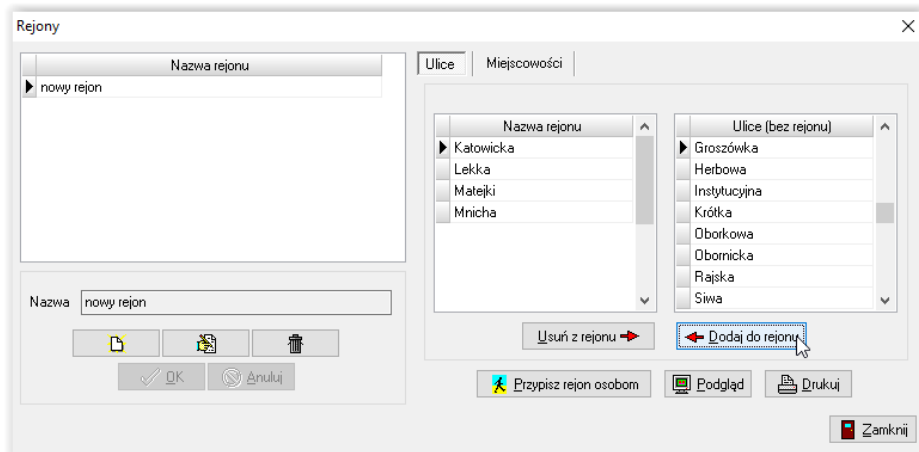 Rejony
Nazwa rejonu
nowy rejon
Nazwa nowy rejon
OK Anuluj
Ulice Miejscowości
Nazwa rejonu
Katowicka
Lekka
Matejki
Mnicha
Ulice (bez rejonu)
Groszówka
Herbowa
Instytucyjna
Krótka
Oborkowa
Obornicka
Rajska
Siwa
Usuń z rejonu Dodaj do rejonu
Przypisz rejon osobom Podgląd Drukuj
Zamknij